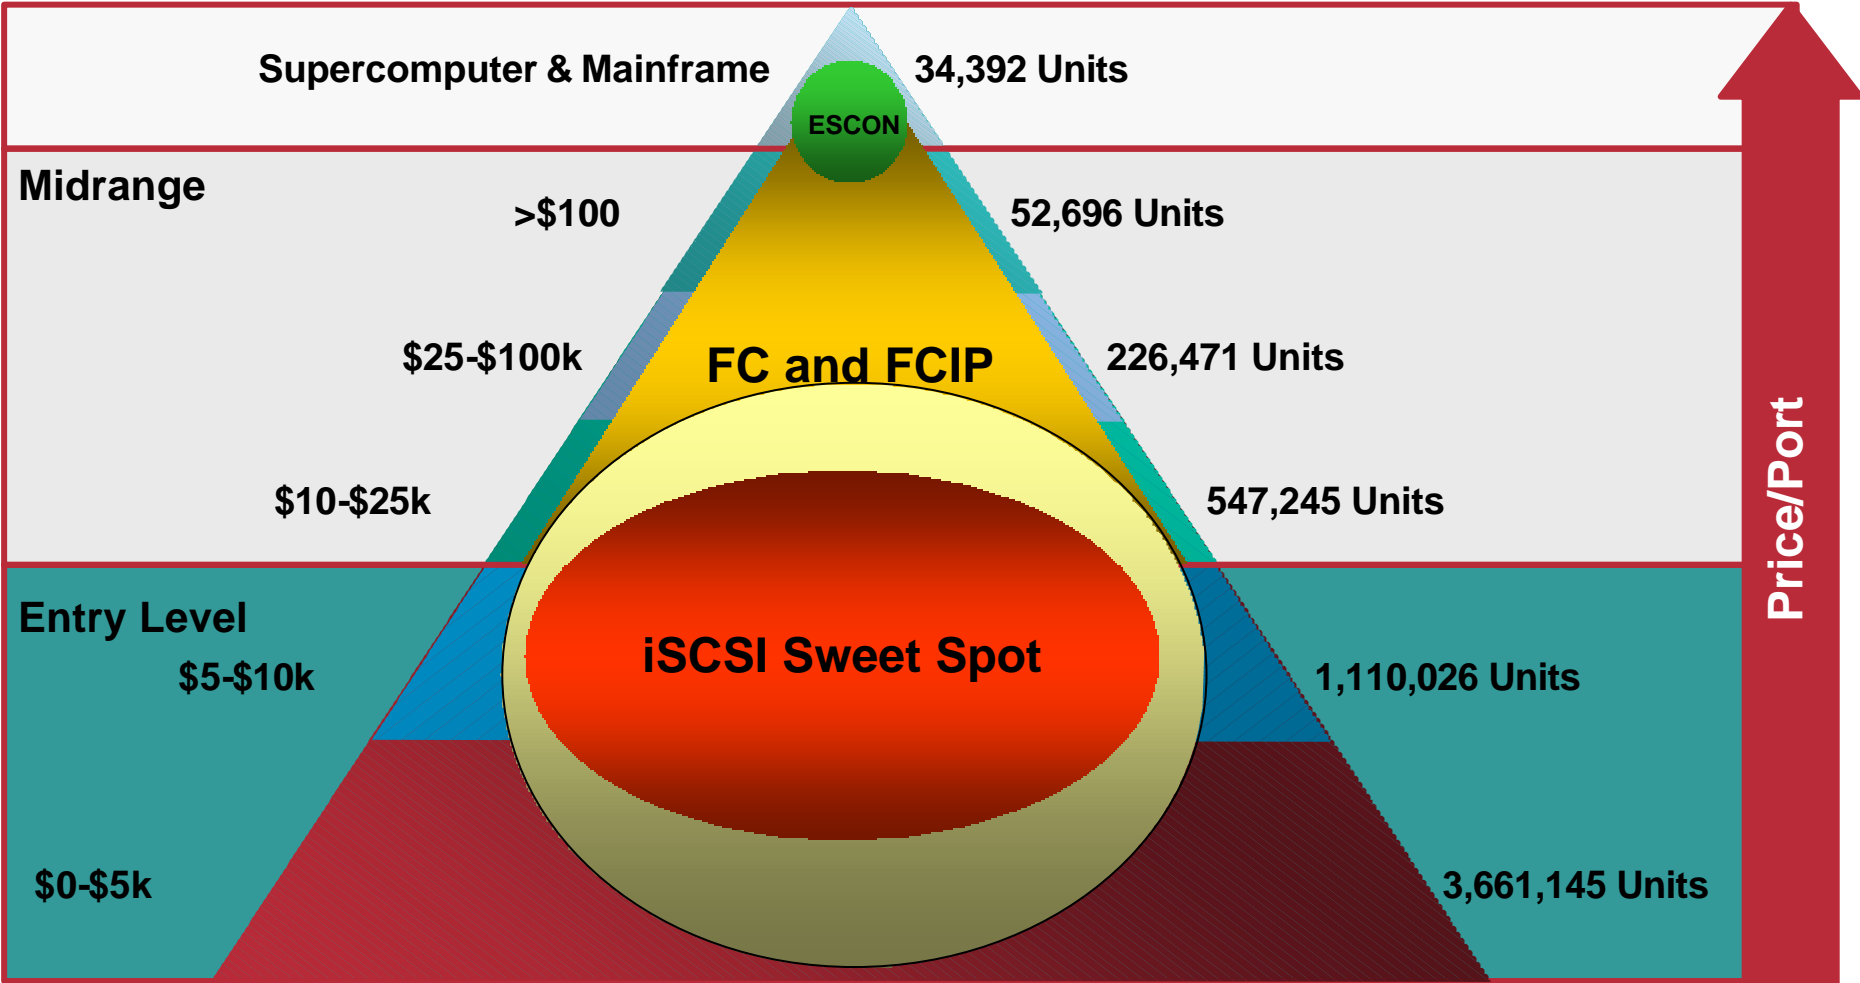 Supercomputer & Mainframe
34,392 Units
ESCON
Midrange
>$100
52,696 Units
$25-$100k
FC and FCIP
226,471 Units
$10-$25k
547,245 Units
Price/Port
Entry Level
iSCSI Sweet Spot
$5-$10k
1,110,026 Units
$0-$5k
3,661,145 Units